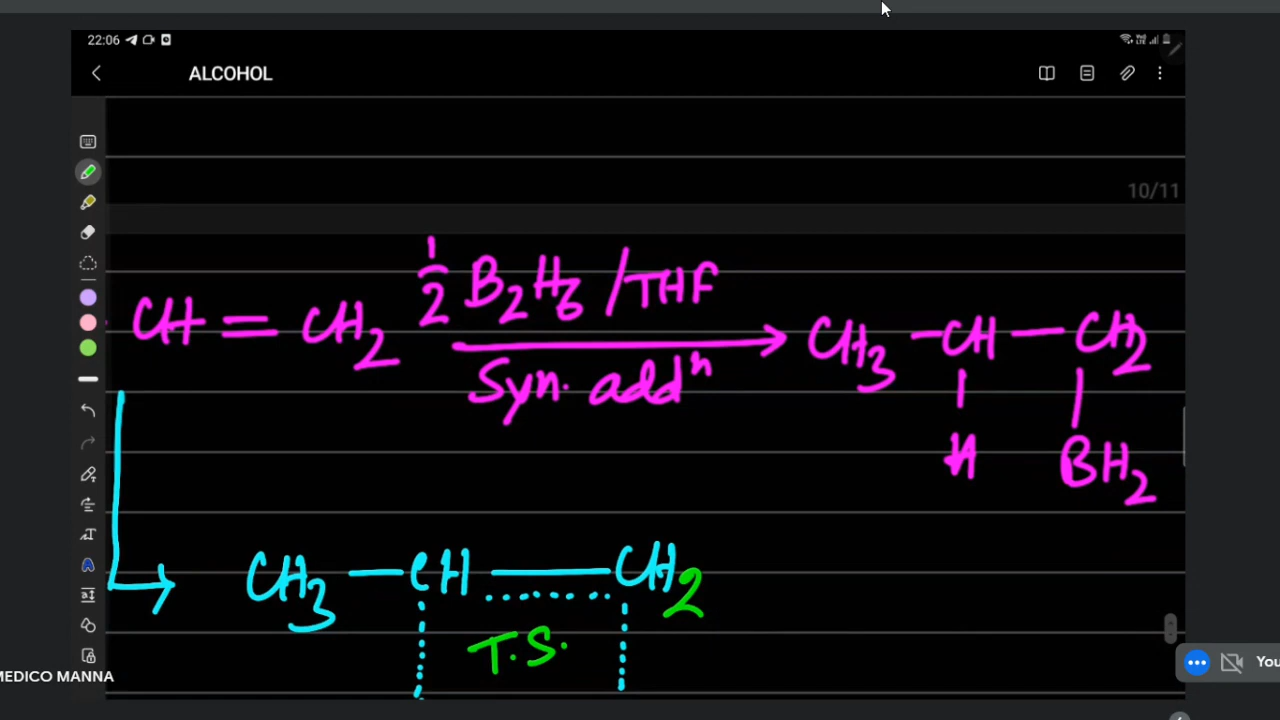 22:06
ALCOHOL
10/11
CH = CH2 1/2 B2H6 /THF → CH3 - CH - CH2
Syn. addⁿ
H BH2
→ CH3 - CH - CH2
T.S.
MEDICO MANNA
You